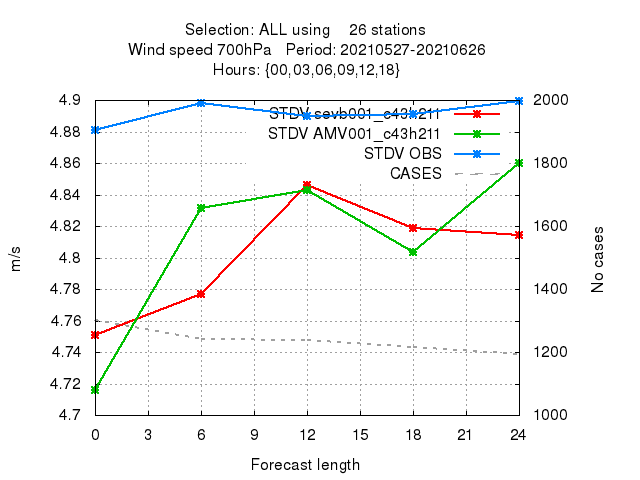 Selection: ALL using 26 stations
Wind speed 700hPa Period: 20210527-20210626
Hours: {00,03,06,09,12,18}
STDV sevb001_c43h211
STDV AMV001_c43h211
STDV OBS
CASES
4.9
4.88
4.86
4.84
4.82
4.8
4.78
4.76
4.74
4.72
4.7
m/s
2000
1800
1600
1400
1200
1000
No cases
0 3 6 9 12 15 18 21 24
Forecast length